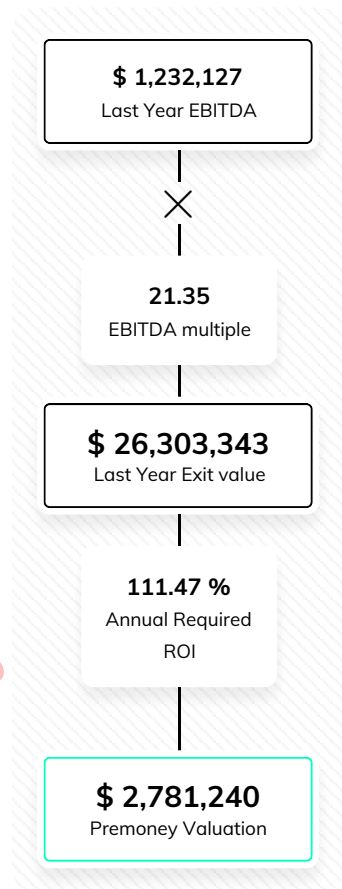 $ 1,232,127
Last Year EBITDA
21.35
EBITDA multiple
$ 26,303,343
Last Year Exit value
111.47 %
Annual Required
ROI
$ 2,781,240
Premoney Valuation